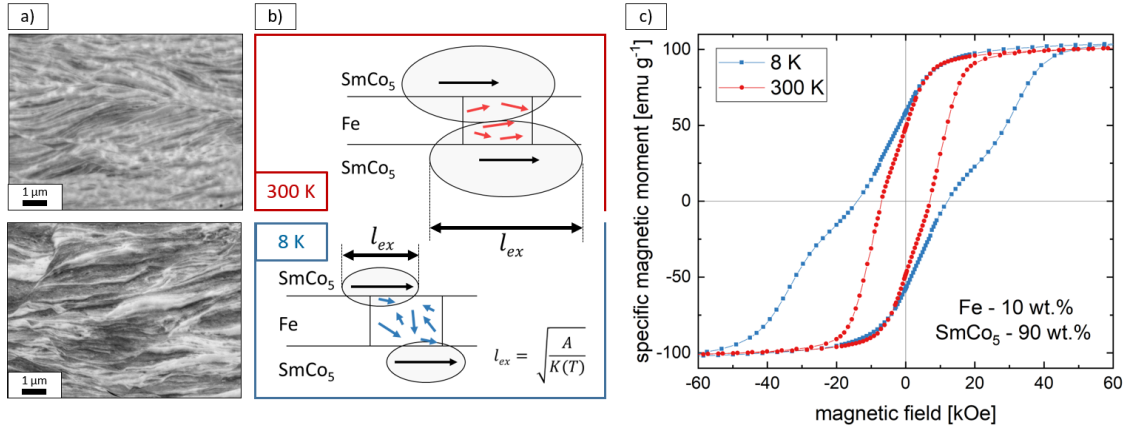 a)
1 µm
1 µm
b)
SmCo5
Fe
SmCo5
300 K
lex
8 K
lex
SmCo5
Fe
SmCo5
lex = √A/K(T)
c)
specific magnetic moment [emu g-1]
100
50
0
-50
-100
8 K
300 K
Fe - 10 wt.%
SmCo5 - 90 wt.%
-60 -40 -20 0 20 40 60
magnetic field [kOe]